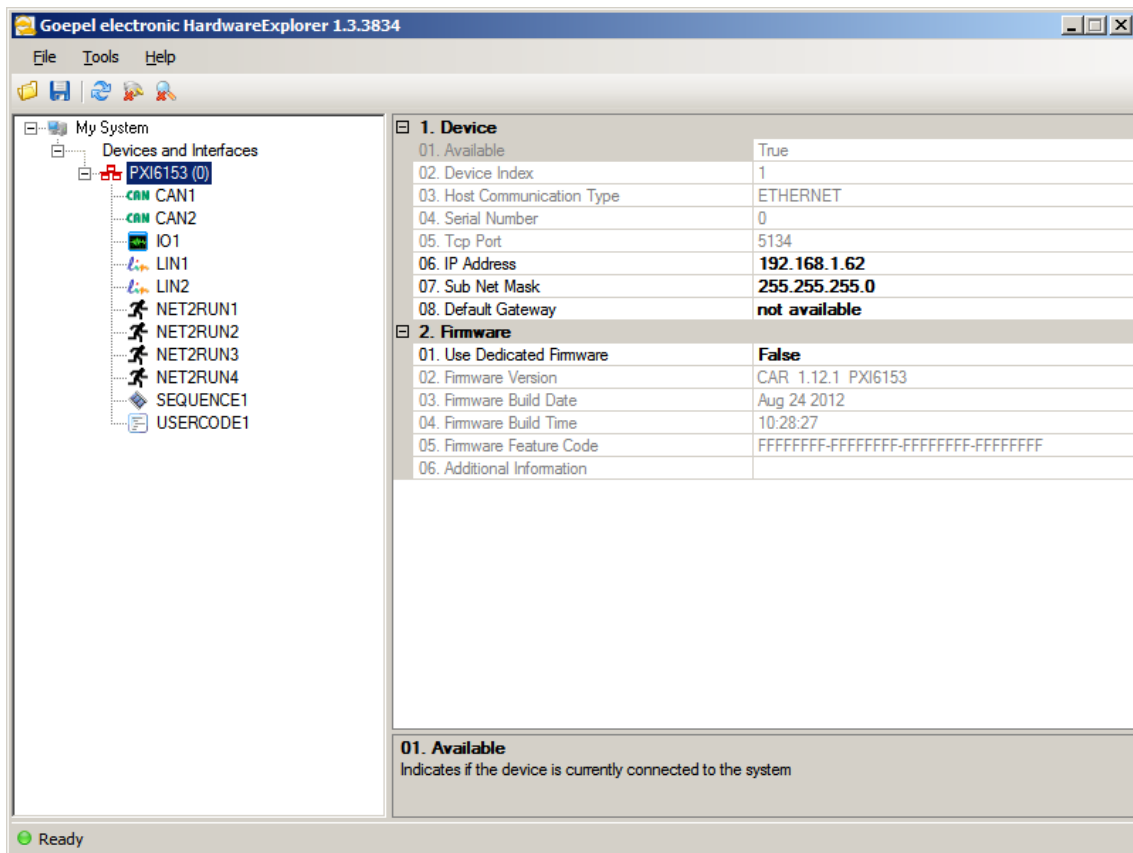 Goepel electronic HardwareExplorer 1.3.3834
File Tools Help
My System
Devices and Interfaces
PXI6153 (0)
CAN CAN1
CAN CAN2
IO1
Lin LIN1
Lin LIN2
NET2RUN1
NET2RUN2
NET2RUN3
NET2RUN4
SEQUENCE1
USERCODE1
1. Device
01. Available True
02. Device Index 1
03. Host Communication Type ETHERNET
04. Serial Number 0
05. Tcp Port 5134
06. IP Address 192.168.1.62
07. Sub Net Mask 255.255.255.0
08. Default Gateway not available
2. Firmware
01. Use Dedicated Firmware False
02. Firmware Version CAR 1.12.1 PXI6153
03. Firmware Build Date Aug 24 2012
04. Firmware Build Time 10:28:27
05. Firmware Feature Code FFFFFFFF-FFFFFFFF-FFFFFFFF-FFFFFFFF
06. Additional Information
01. Available
Indicates if the device is currently connected to the system
Ready